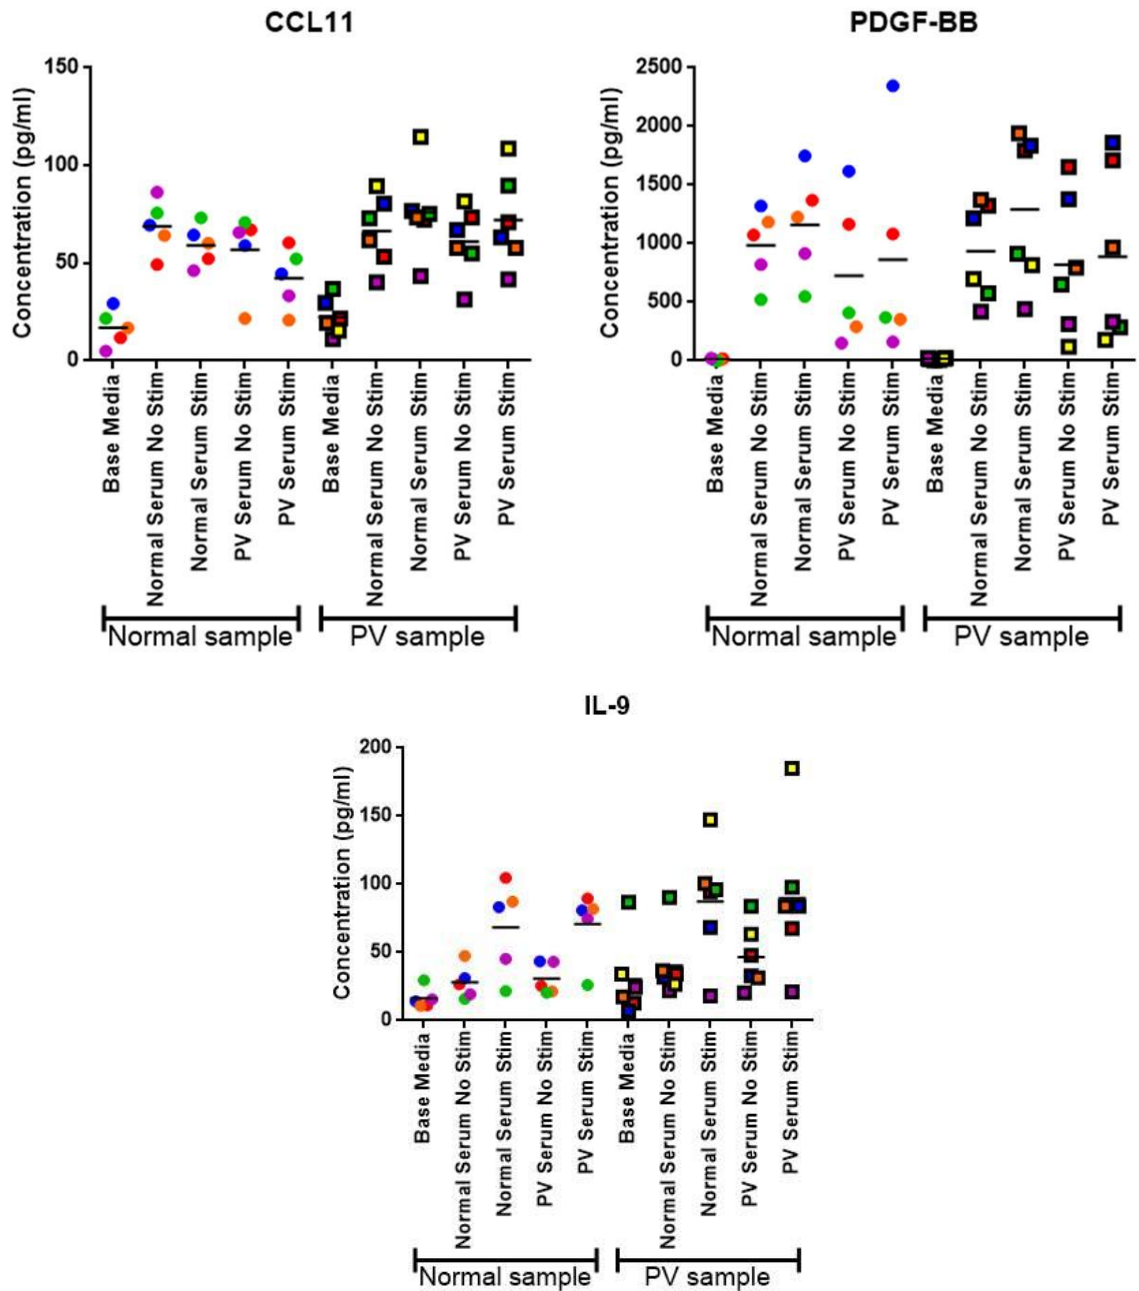 CCL11
150
100
50
0
Concentration (pg/ml)
Base Media
Normal Serum No Stim
Normal Serum Stim
PV Serum No Stim
PV Serum Stim
Base Media
Normal Serum No Stim
Normal Serum Stim
PV Serum No Stim
PV Serum Stim
Normal sample
PV sample
PDGF-BB
2500
2000
1500
1000
500
0
Concentration (pg/ml)
Base Media
Normal Serum No Stim
Normal Serum Stim
PV Serum No Stim
PV Serum Stim
Base Media
Normal Serum No Stim
Normal Serum Stim
PV Serum No Stim
PV Serum Stim
Normal sample
PV sample
IL-9
200
150
100
50
0
Concentration (pg/ml)
Base Media
Normal Serum No Stim
Normal Serum Stim
PV Serum No Stim
PV Serum Stim
Base Media
Normal Serum No Stim
Normal Serum Stim
PV Serum No Stim
PV Serum Stim
Normal sample
PV sample